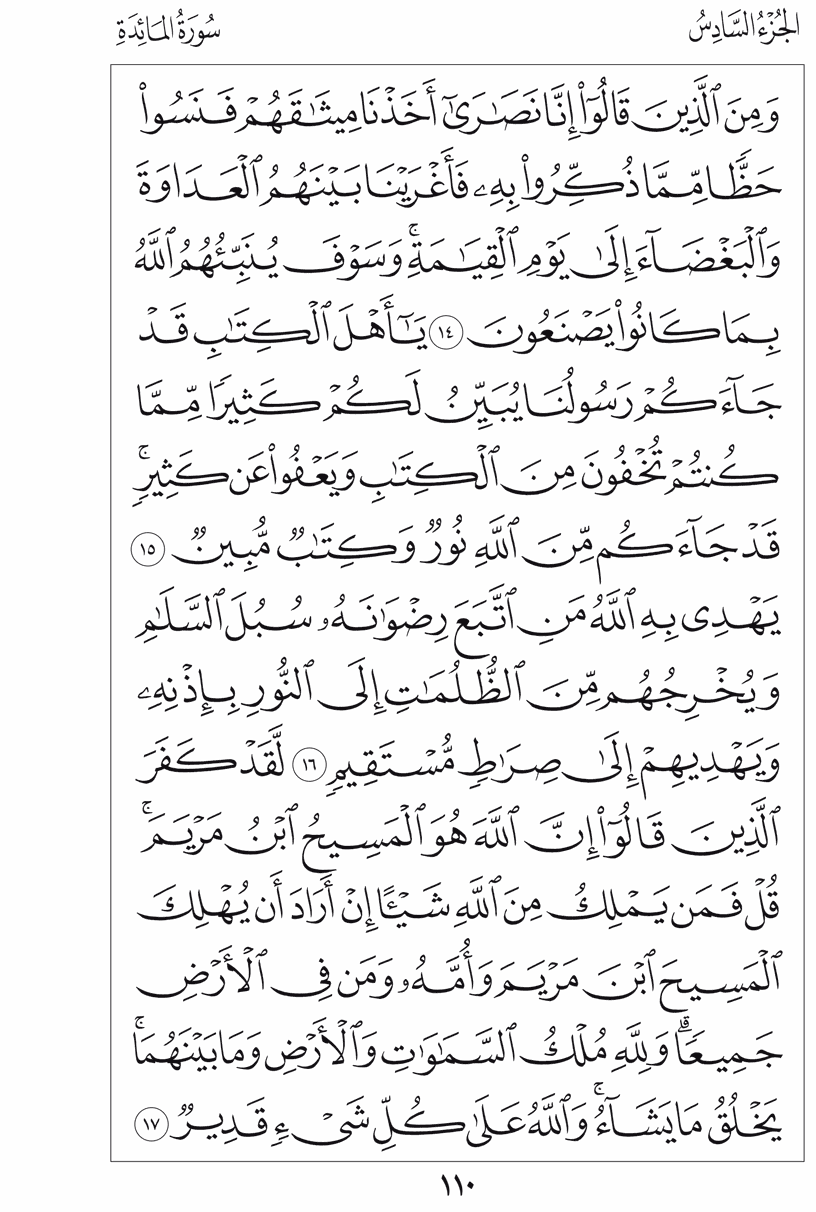 الجُزْءُ السَّادِسُ
سُورَةُ المَائِدَةِ
وَمِنَ ٱلَّذِينَ قَالُوٓا۟ إِنَّا نَصَـٰرَىٰٓ أَخَذْنَا مِيثَـٰقَهُمْ فَنَسُوا۟
حَظًّا مِّمَّا ذُكِّرُوا۟ بِهِۦ فَأَغْرَيْنَا بَيْنَهُمُ ٱلْعَدَاوَةَ
وَٱلْبَغْضَآءَ إِلَىٰ يَوْمِ ٱلْقِيَـٰمَةِۚ وَسَوْفَ يُنَبِّئُهُمُ ٱللَّهُ
بِمَا كَانُوا۟ يَصْنَعُونَ ١٤ يَـٰٓأَهْلَ ٱلْكِتَـٰبِ قَدْ
جَآءَكُمْ رَسُولُنَا يُبَيِّنُ لَكُمْ كَثِيرًا مِّمَّا
كُنتُمْ تُخْفُونَ مِنَ ٱلْكِتَـٰبِ وَيَعْفُوا۟ عَن كَثِيرٍۚ
قَدْ جَآءَكُم مِّنَ ٱللَّهِ نُورٌ وَكِتَـٰبٌ مُّبِينٌ ١٥
يَهْدِى بِهِ ٱللَّهُ مَنِ ٱتَّبَعَ رِضْوَٰنَهُۥ سُبُلَ ٱلسَّلَـٰمِ
وَيُخْرِجُهُم مِّنَ ٱلظُّلُمَـٰتِ إِلَى ٱلنُّورِ بِإِذْنِهِۦ
وَيَهْدِيهِمْ إِلَىٰ صِرَٰطٍ مُّسْتَقِيمٍ ١٦ لَّقَدْ كَفَرَ
ٱلَّذِينَ قَالُوٓا۟ إِنَّ ٱللَّهَ هُوَ ٱلْمَسِيحُ ٱبْنُ مَرْيَمَۚ
قُلْ فَمَن يَمْلِكُ مِنَ ٱللَّهِ شَيْـًٔا إِنْ أَرَادَ أَن يُهْلِكَ
ٱلْمَسِيحَ ٱبْنَ مَرْيَمَ وَأُمَّهُۥ وَمَن فِى ٱلْأَرْضِ
جَمِيعًاۗ وَلِلَّهِ مُلْكُ ٱلسَّمَـٰوَٰتِ وَٱلْأَرْضِ وَمَا بَيْنَهُمَاۚ
يَخْلُقُ مَا يَشَآءُۚ وَٱللَّهُ عَلَىٰ كُلِّ شَىْءٍ قَدِيرٌ ١٧
١١٠